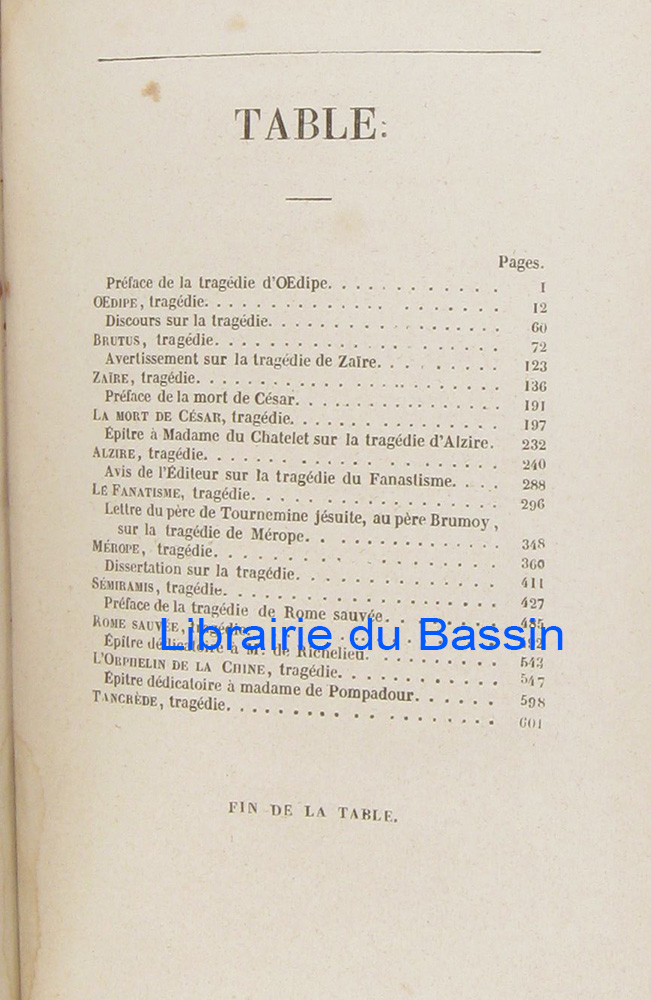 TABLE:
Pages.
Préface de la tragédie d'OEdipe. . . . . . . . . . . . 1
OEDIPE, tragédie. . . . . . . . . . . . . . . . . . 12
Discours sur la tragédie. . . . . . . . . . . . . . 60
BRUTUS, tragédie. . . . . . . . . . . . . . . . . . 72
Avertissement sur la tragédie de Zaïre. . . . . . . . 123
ZAÏRE, tragédie. . . . . . . . . . . . . . . . . . 136
Préface de la mort de César. . . . . . . . . . . . . 191
LA MORT DE CÉSAR, tragédie. . . . . . . . . . . . . 197
Épitre à Madame du Chatelet sur la tragédie d'Alzire. 232
ALZIRE, tragédie. . . . . . . . . . . . . . . . . . 240
Avis de l'Éditeur sur la tragédie du Fanastisme. . . . 288
LE FANATISME, tragédie. . . . . . . . . . . . . . . 296
Lettre du père de Tournemine jésuite, au père Brumoy,
sur la tragédie de Mérope. . . . . . . . . . . . . 348
MÉROPE, tragédie. . . . . . . . . . . . . . . . . . 360
Dissertation sur la tragédie. . . . . . . . . . . . . 411
SÉMIRAMIS, tragédie. . . . . . . . . . . . . . . . . 427
Préface de la tragédie de Rome sauvée. . . . . . . . 485
ROME SAUVÉE, tragédie
Épitre dédicatoire à M. de Richelieu. . . . . . . . . 543
L'ORPHELIN DE LA CHINE, tragédie. . . . . . . . . . . 547
Épitre dédicatoire à madame de Pompadour. . . . . . 598
TANCRÈDE, tragédie. . . . . . . . . . . . . . . . . 601
FIN DE LA TABLE.
Librairie du Bassin